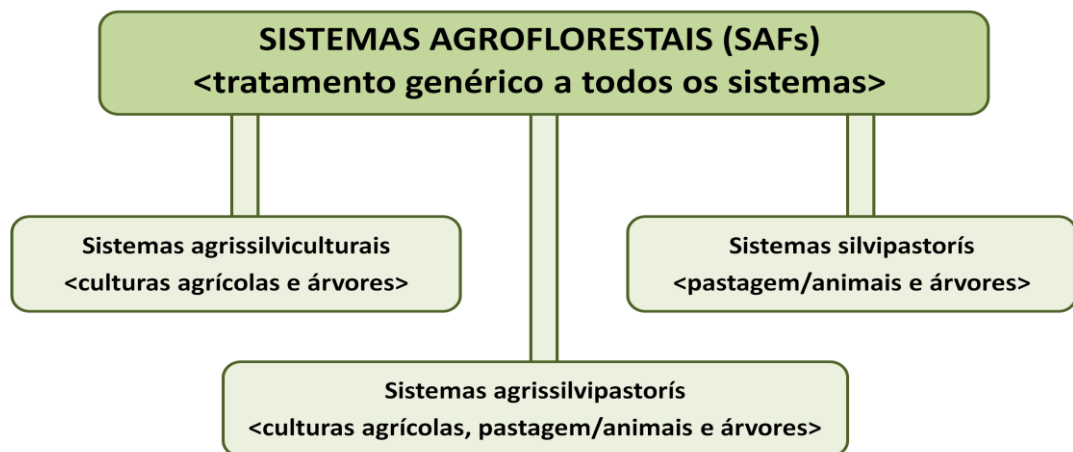 SISTEMAS AGROFLORESTAIS (SAFs)
<tratamento genérico a todos os sistemas>
Sistemas agrissilviculturais
<culturas agrícolas e árvores>
Sistemas silvipastorís
<pastagem/animais e árvores>
Sistemas agrissilvipastorís
<culturas agrícolas, pastagem/animais e árvores>